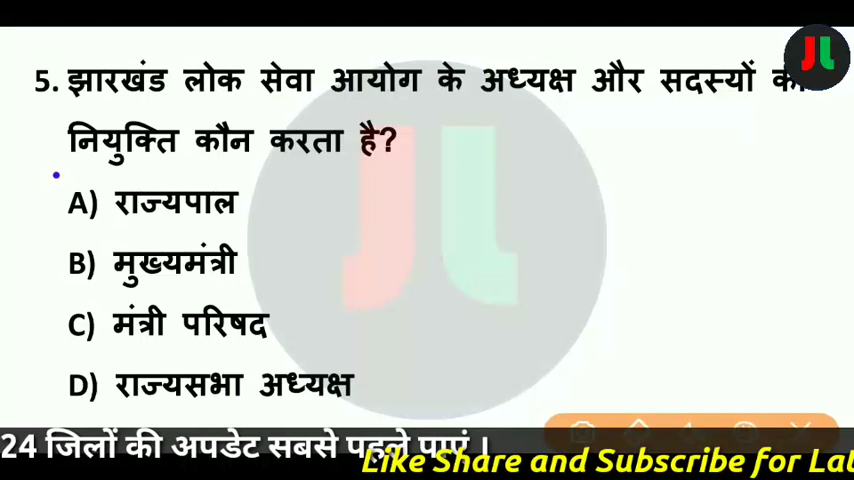 JL
5. झारखंड लोक सेवा आयोग के अध्यक्ष और सदस्यों
नियुक्ति कौन करता है?
A) राज्यपाल
B) मुख्यमंत्री
C) मंत्री परिषद
D) राज्यसभा अध्यक्ष
24 जिलों की अपडेट सबसे पहले पाएं ।
Like Share and Subscribe for